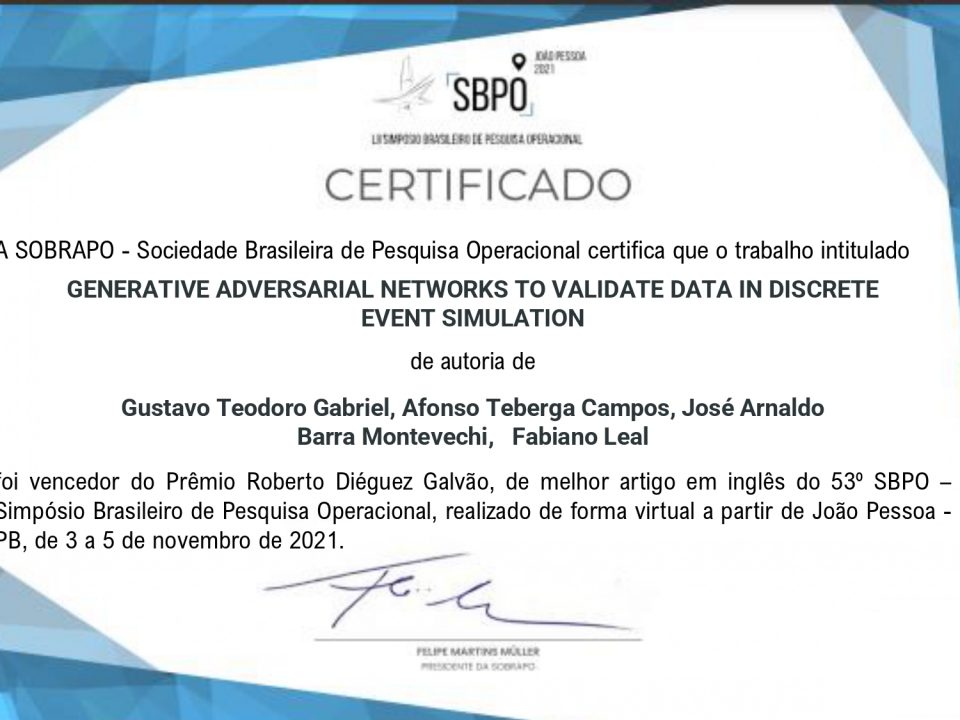 JOÃO PESSOA
2021
SBPO
LIII SIMPÓSIO BRASILEIRO DE PESQUISA OPERACIONAL
CERTIFICADO
A SOBRAPO - Sociedade Brasileira de Pesquisa Operacional certifica que o trabalho intitulado
GENERATIVE ADVERSARIAL NETWORKS TO VALIDATE DATA IN DISCRETE
EVENT SIMULATION
de autoria de
Gustavo Teodoro Gabriel, Afonso Teberga Campos, José Arnaldo
Barra Montevechi, Fabiano Leal
foi vencedor do Prêmio Roberto Diéguez Galvão, de melhor artigo em inglês do 53º SBPO –
Simpósio Brasileiro de Pesquisa Operacional, realizado de forma virtual a partir de João Pessoa -
PB, de 3 a 5 de novembro de 2021.
FELIPE MARTINS MÜLLER
PRESIDENTE DA SOBRAPO